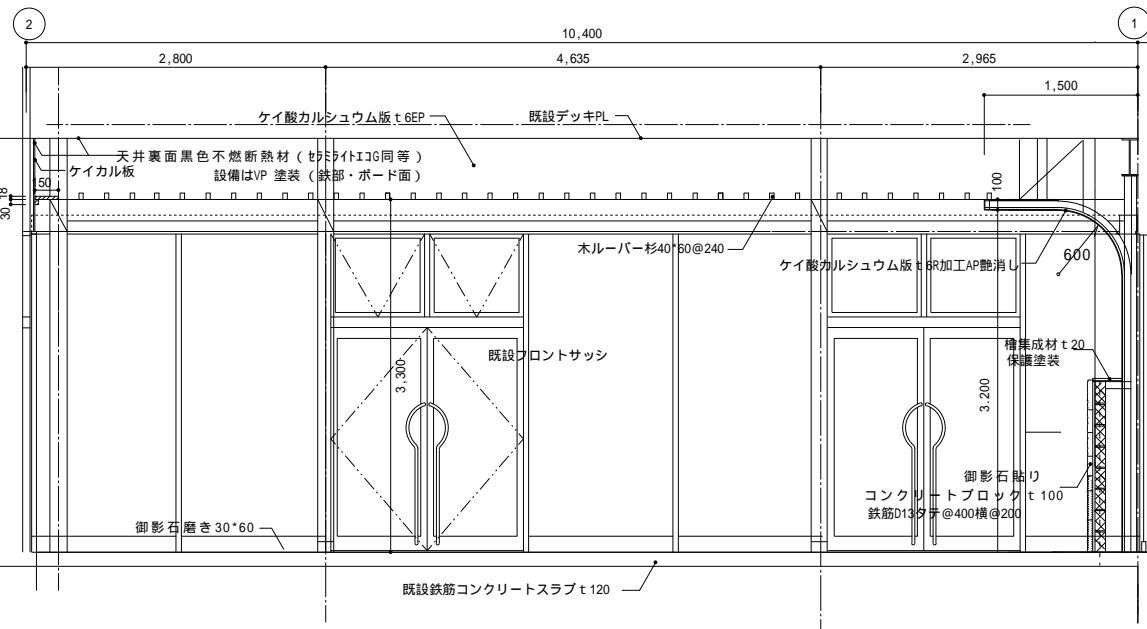 2
1
10,400
2,800
4,635
2,965
1,500
ケイ酸カルシュウム版ｔ6EP
既設デッキPL
天井裏面黒色不燃断熱材（ｾﾗﾐﾗｲﾄｴｺG同等）
ケイカル板
設備はVP 塗装（鉄部・ボード面）
150
18
30
100
木ルーバー杉40*60@240
ケイ酸カルシュウム版ｔ6R加工AP艶消し
600
既設フロントサッシ
3,300
3.200
檜集成材ｔ20
保護塗装
御影石貼り
コンクリートブロックｔ100
鉄筋D13タテ@400横@200
御影石磨き30*60
既設鉄筋コンクリートスラブｔ120